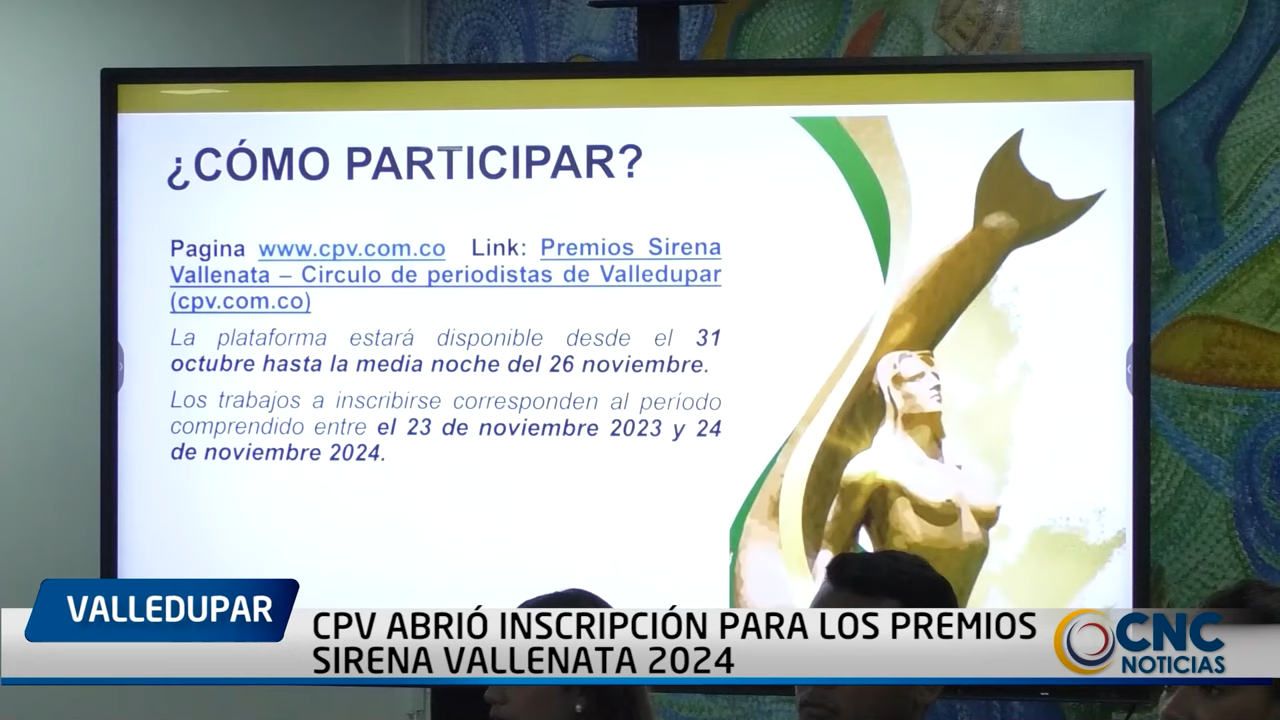 ¿CÓMO PARTICIPAR?
Pagina www.cpv.com.co Link: Premios Sirena
Vallenata – Circulo de periodistas de Valledupar
(cpv.com.co)
La plataforma estará disponible desde el 31
octubre hasta la media noche del 26 noviembre.
Los trabajos a inscribirse corresponden al período
comprendido entre el 23 de noviembre 2023 y 24
de noviembre 2024.
VALLEDUPAR
CPV ABRIÓ INSCRIPCIÓN PARA LOS PREMIOS
SIRENA VALLENATA 2024
CNC
NOTICIAS